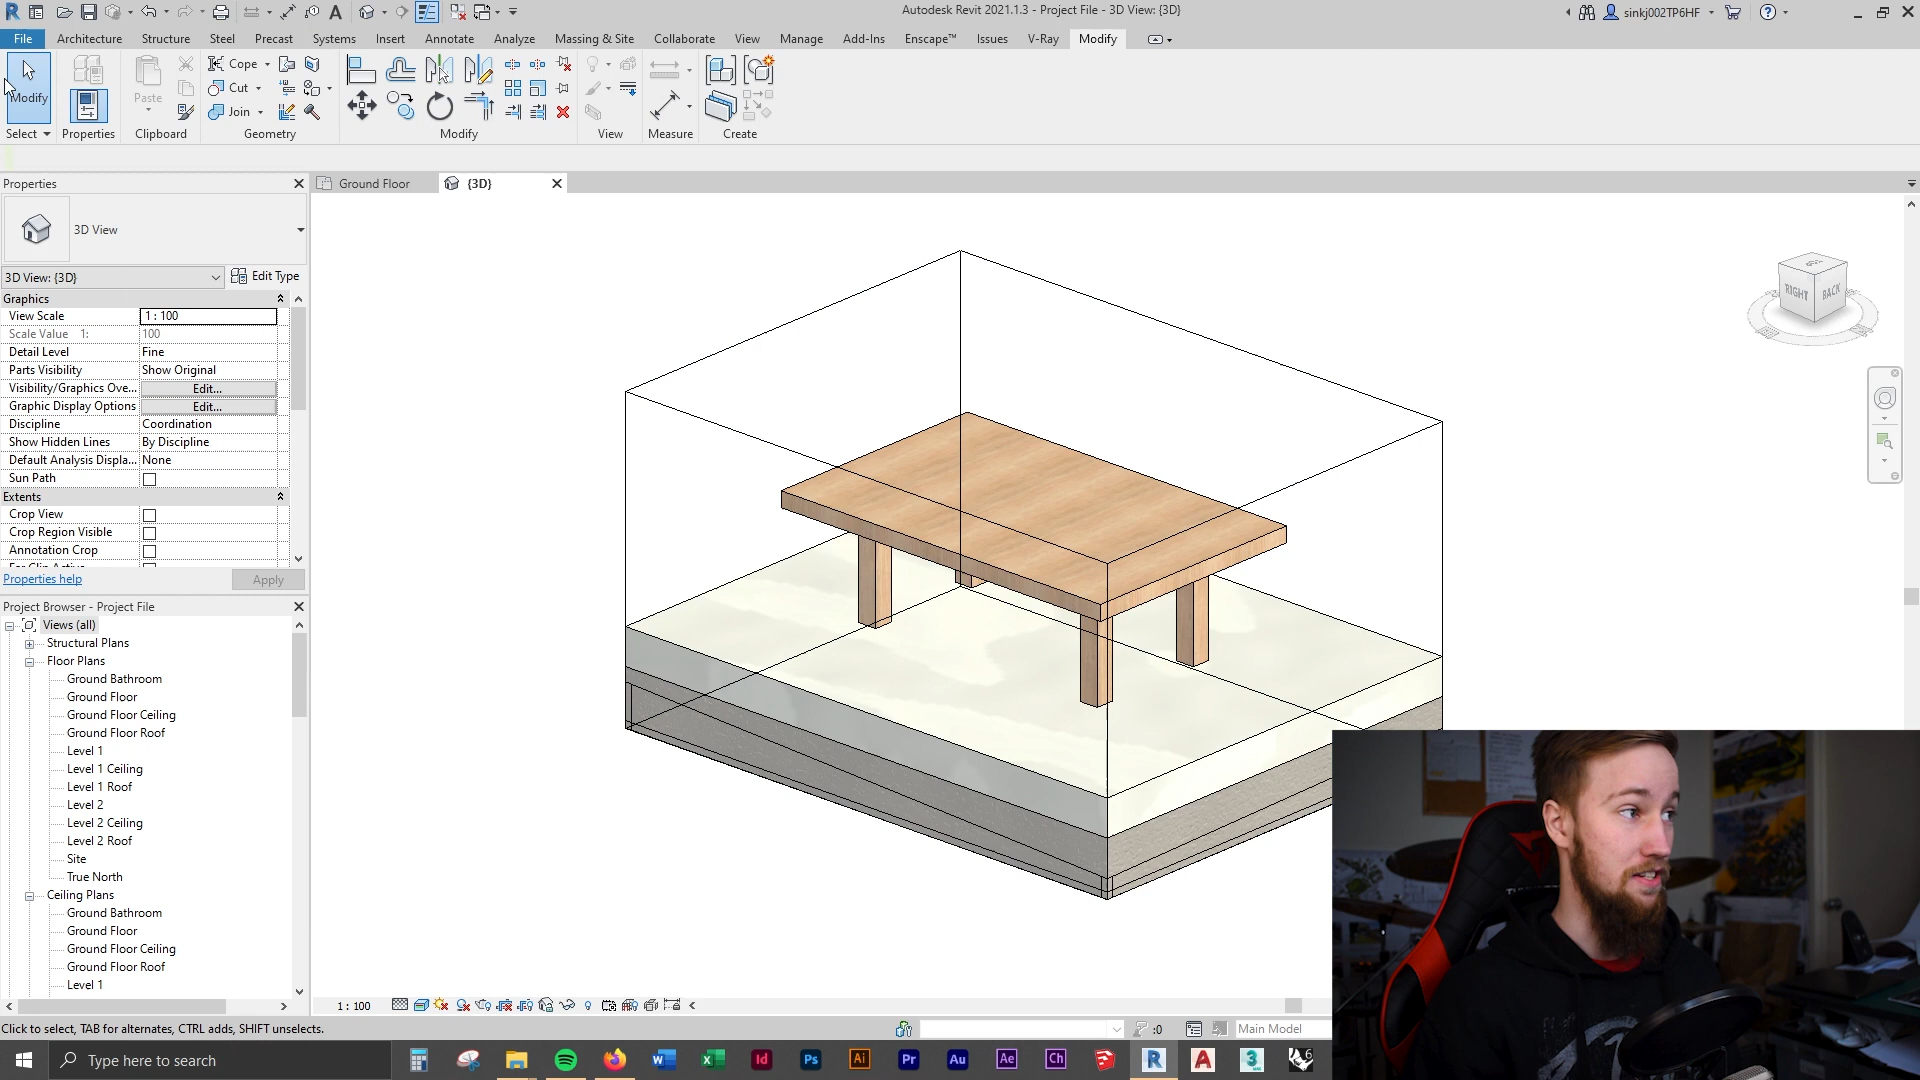 Autodesk Revit 2021.1.3 - Project File - 3D View: {3D}
sinkj002TP6HF
File Architecture Structure Steel Precast Systems Insert Annotate Analyze Massing & Site Collaborate View Manage Add-Ins Enscape™ Issues V-Ray Modify
Modify
Paste
Cope
Cut
Join
Select Properties Clipboard Geometry Modify View Measure Create
Properties
Ground Floor
{3D}
3D View
3D View: {3D}
Edit Type
Graphics
View Scale 1 : 100
Scale Value 1: 100
Detail Level Fine
Parts Visibility Show Original
Visibility/Graphics Ove... Edit...
Graphic Display Options Edit...
Discipline Coordination
Show Hidden Lines By Discipline
Default Analysis Displa... None
Sun Path
Extents
Crop View
Crop Region Visible
Annotation Crop
Properties help
Apply
RIGHT BACK
Project Browser - Project File
Views (all)
Structural Plans
Floor Plans
Ground Bathroom
Ground Floor
Ground Floor Ceiling
Ground Floor Roof
Level 1
Level 1 Ceiling
Level 1 Roof
Level 2
Level 2 Ceiling
Level 2 Roof
Site
True North
Ceiling Plans
Ground Bathroom
Ground Floor
Ground Floor Ceiling
Ground Floor Roof
Level 1
1 : 100
Click to select, TAB for alternates, CTRL adds, SHIFT unselects.
:0
Main Model
Type here to search
Id Ps Ai Pr Au Ae Ch R A 3 6